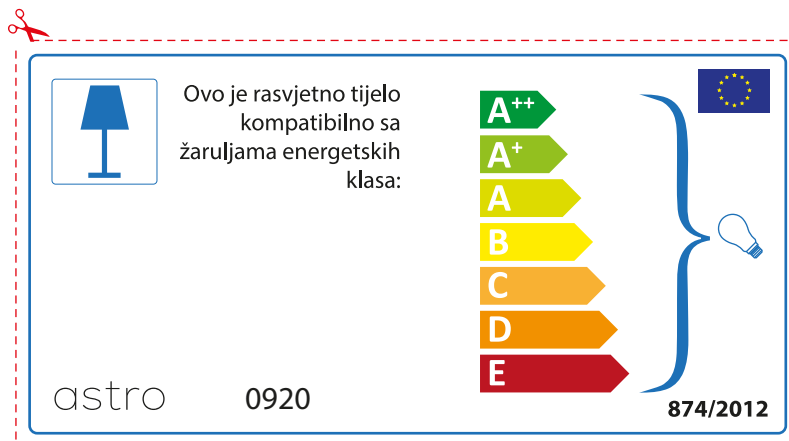 Ovo je rasvjetno tijelo
kompatibilno sa
žaruljama energetskih
klasa:
A++
A+
A
B
C
D
E
astro
0920
874/2012